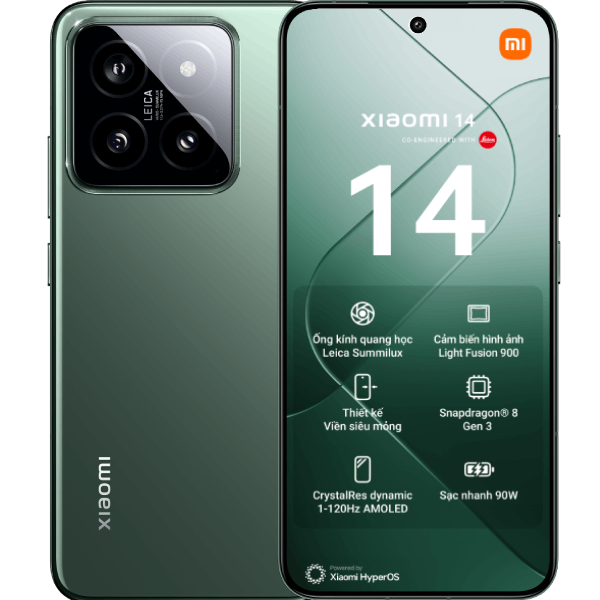 LEICA
xiaomi
mi
xiaomi 14
CO-ENGINEERED WITH Leica
14
Ống kính quang học
Leica Summilux
Cảm biến hình ảnh
Light Fusion 900
Thiết kế
Viền siêu mỏng
Snapdragon® 8
Gen 3
CrystalRes dynamic
1-120Hz AMOLED
Sạc nhanh 90W
Powered by
Xiaomi HyperOS